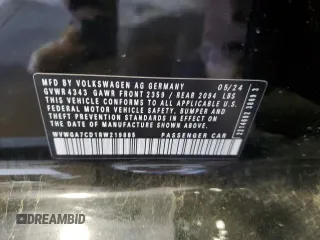 MFD BY VOLKSWAGEN AG GERMANY 05/24
GVWR 4343 GAWR FRONT 2359 / REAR 2094 LBS
THIS VEHICLE CONFORMS TO ALL APPLICABLE U.S.
FEDERAL MOTOR VEHICLE SAFETY, BUMPER AND
THEFT PREVENTION STANDARDS IN EFFECT ON THE
DATE OF MANUFACTURE SHOWN ABOVE.
PASSENGER CAR
DREAMBID